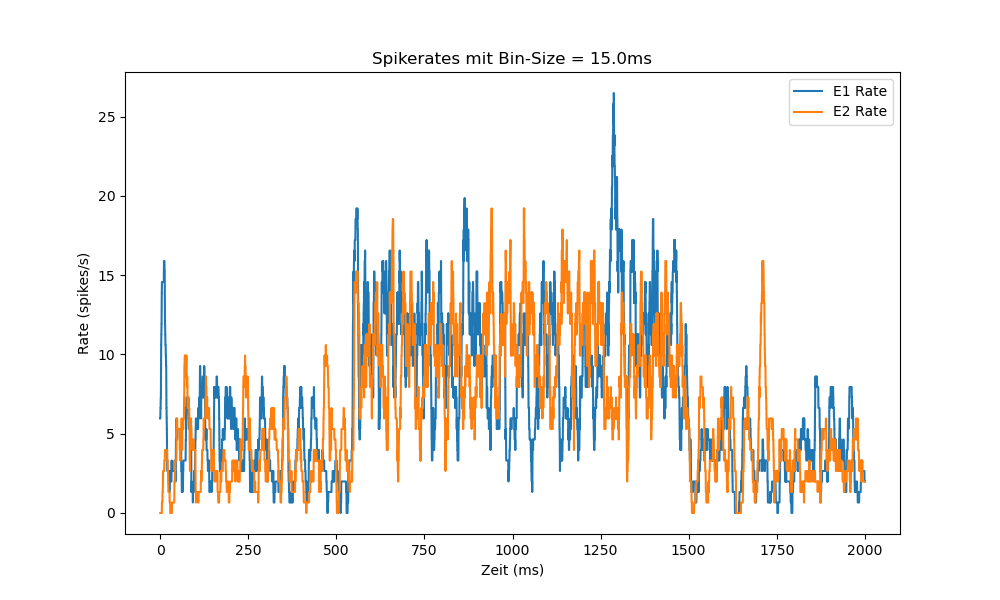 Spikerates mit Bin-Size = 15.0ms
E1 Rate
E2 Rate
Rate (spikes/s)
25
20
15
10
5
0
0 250 500 750 1000 1250 1500 1750 2000
Zeit (ms)